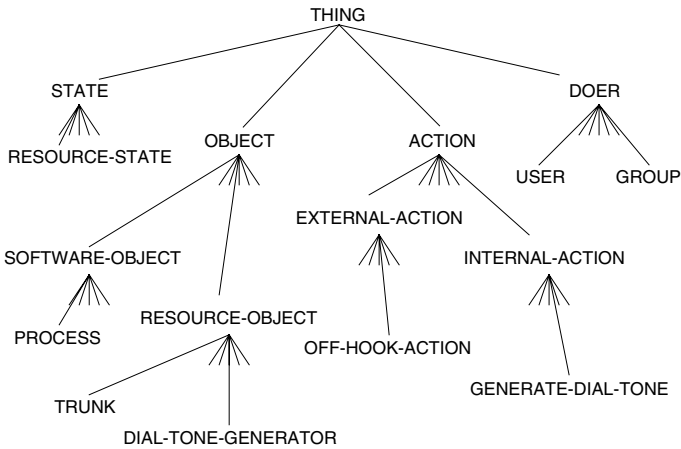 THING
STATE
DOER
OBJECT
ACTION
RESOURCE-STATE
USER
GROUP
EXTERNAL-ACTION
SOFTWARE-OBJECT
INTERNAL-ACTION
RESOURCE-OBJECT
PROCESS
OFF-HOOK-ACTION
GENERATE-DIAL-TONE
TRUNK
DIAL-TONE-GENERATOR